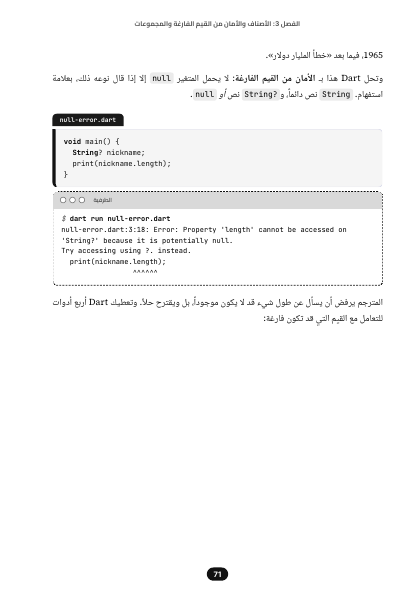 الفصل 3: الأصناف والأمان من القيم الفارغة والمجموعات
1965، فيما بعد «خطأ المليار دولار».
وتحل Dart هذا بـ الأمان من القيم الفارغة: لا يحمل المتغير null إلا إذا قال نوعه ذلك، بعلامة
استفهام. String نص دائماً، و String? نص أو null .
null-error.dart
void main() {
  String? nickname;
  print(nickname.length);
}
الطرفية
$ dart run null-error.dart
null-error.dart:3:18: Error: Property 'length' cannot be accessed on
'String?' because it is potentially null.
Try accessing using ?. instead.
  print(nickname.length);
                 ^^^^^^
المترجم يرفض أن يسأل عن طول شيء قد لا يكون موجوداً، بل ويقترح حلاً. وتعطيك Dart أربع أدوات
للتعامل مع القيم التي قد تكون فارغة:
71